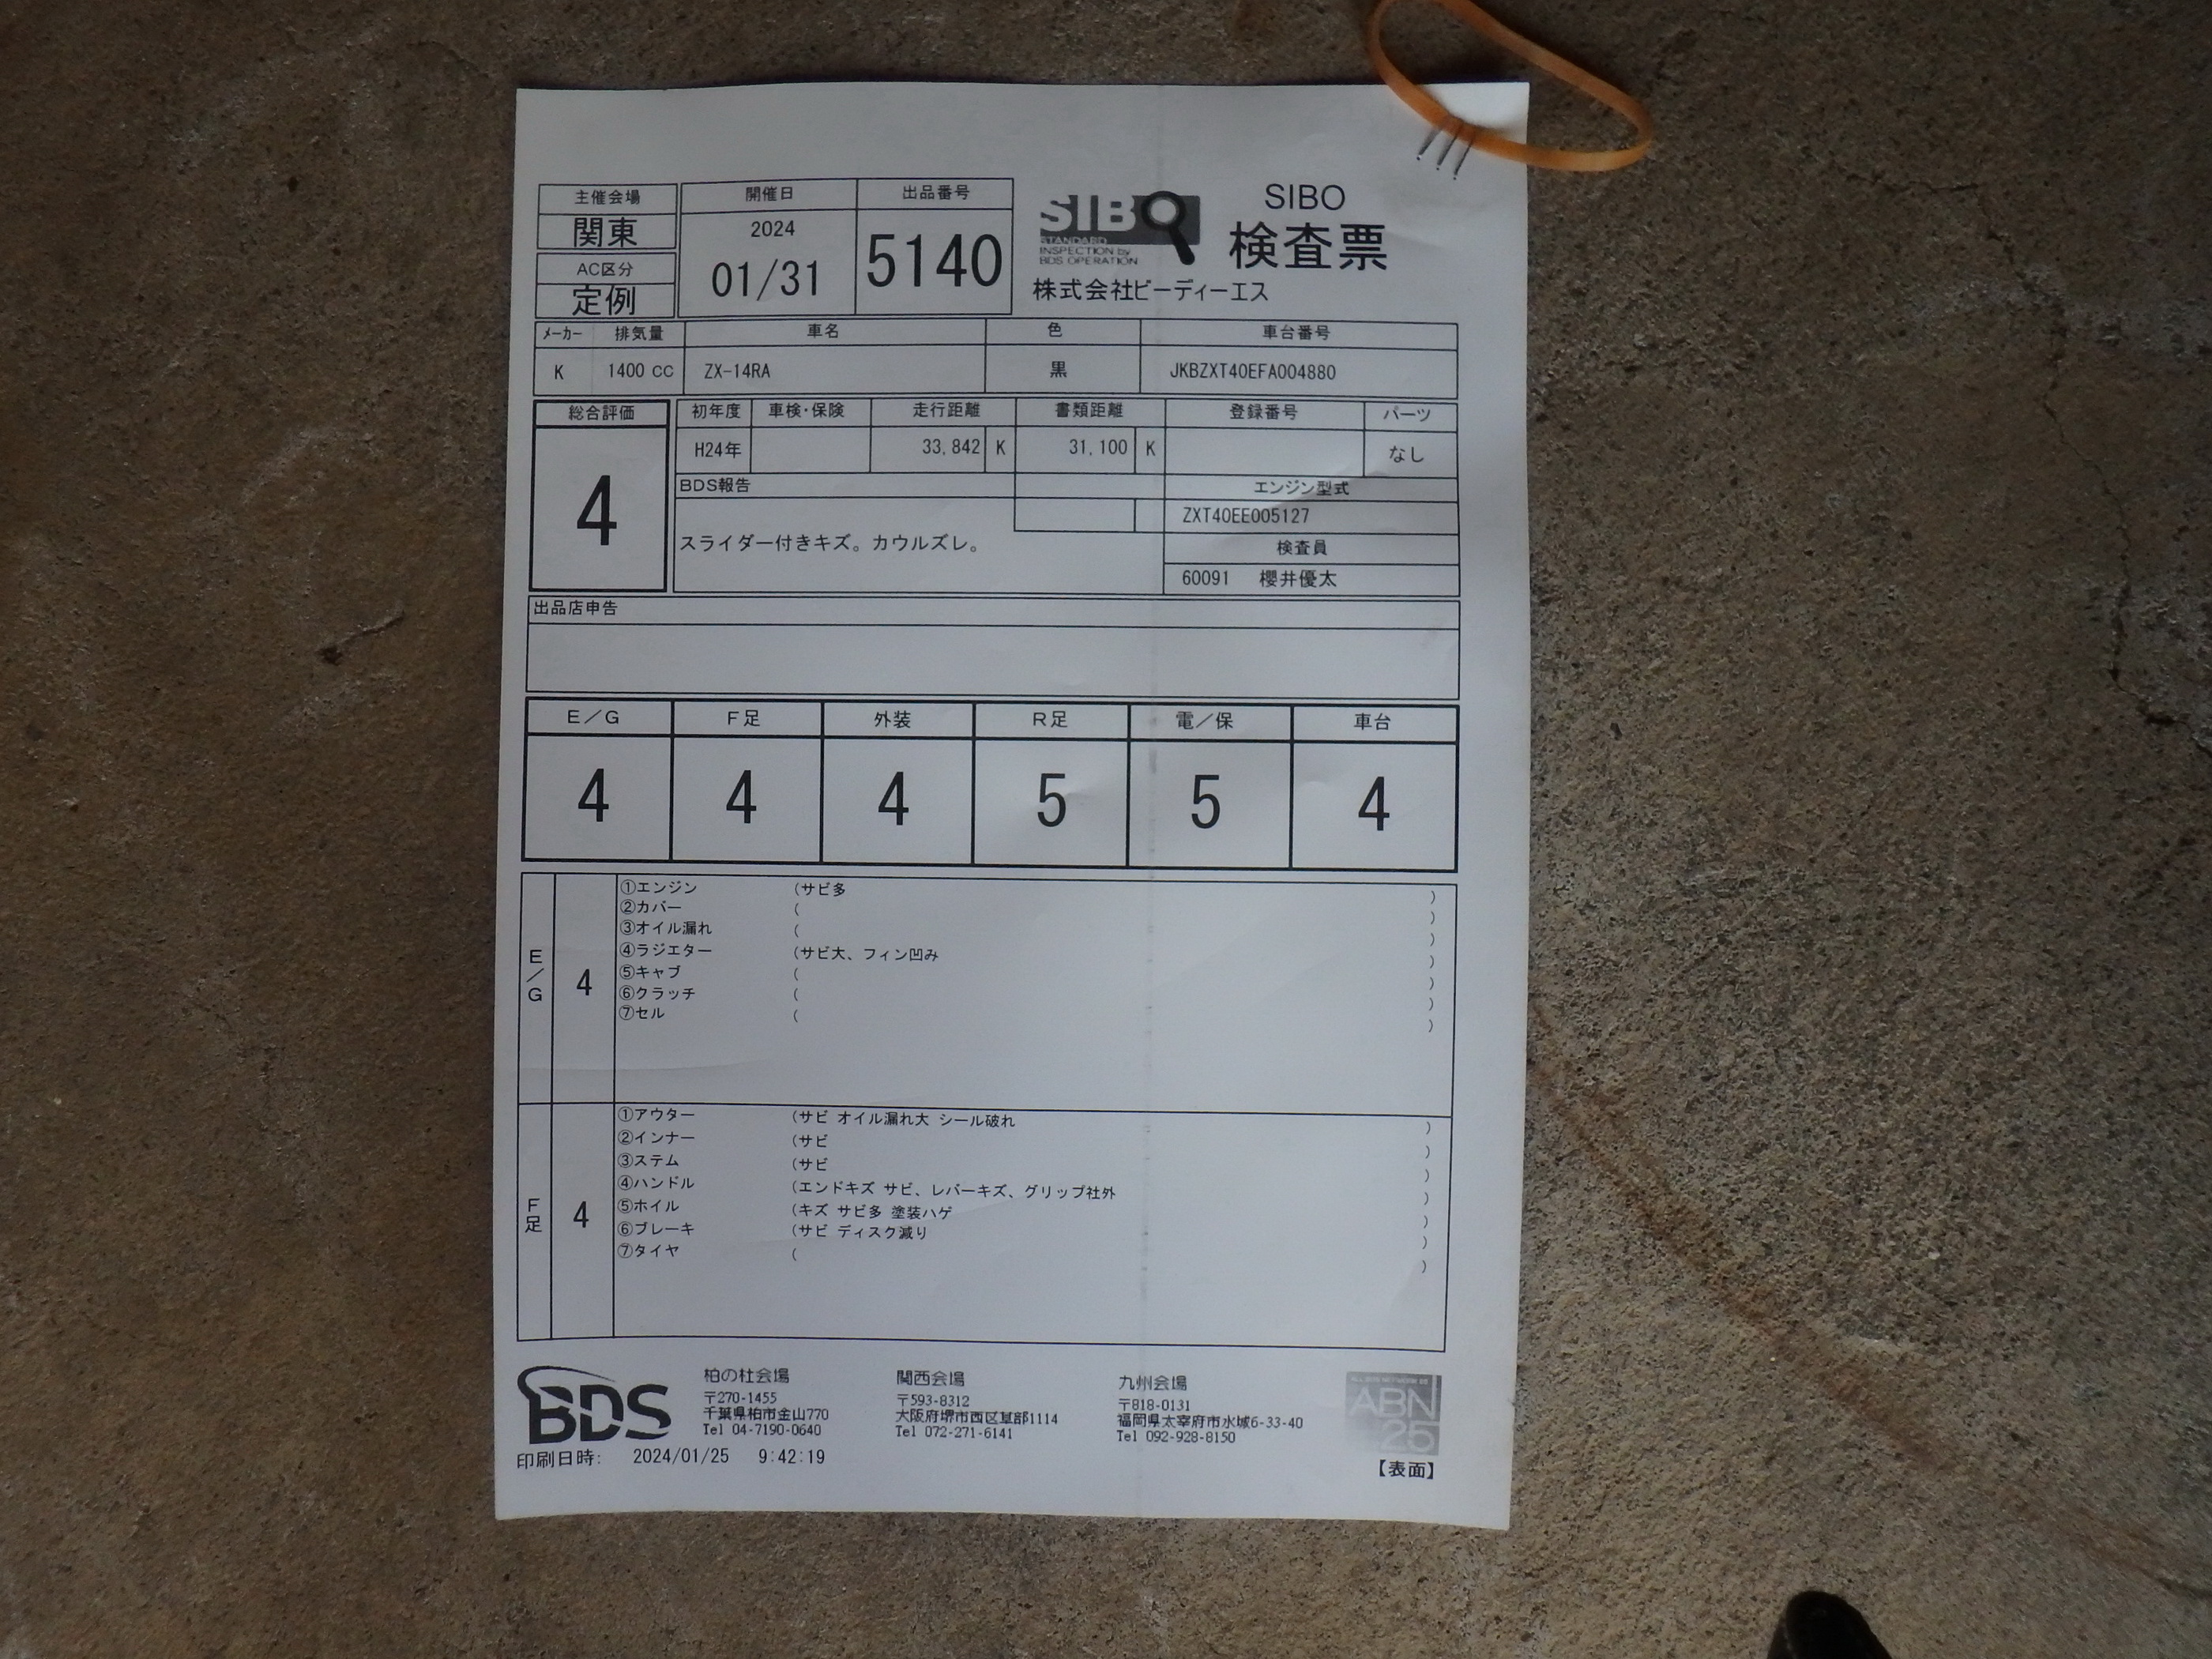 主催会場
関東
AC区分
定例
開催日
2024
01/31
出品番号
5140
SIBO
STANDARD
INSPECTION by
BDS OPERATION
SIBO
検査票
株式会社ビーディーエス
メーカー 排気量 車名 色 車台番号
K 1400 CC ZX-14RA 黒 JKBZXT40EFA004880
総合評価
4
初年度 車検・保険 走行距離 書類距離 登録番号 パーツ
H24年 33,842 K 31,100 K なし
BDS報告
スライダー付きキズ。カウルズレ。
エンジン型式
ZXT40EE005127
検査員
60091 櫻井優太
出品店申告
E/G F足 外装 R足 電/保 車台
4 4 4 5 5 4
E/G
4
①エンジン (サビ多 )
②カバー ( )
③オイル漏れ ( )
④ラジエター (サビ大、フィン凹み )
⑤キャブ ( )
⑥クラッチ ( )
⑦セル ( )
F足
4
①アウター (サビ オイル漏れ大 シール破れ )
②インナー (サビ )
③ステム (サビ )
④ハンドル (エンドキズ サビ、レバーキズ、グリップ社外 )
⑤ホイル (キズ サビ多 塗装ハゲ )
⑥ブレーキ (サビ ディスク減り )
⑦タイヤ ( )
BDS
柏の杜会場
〒270-1455
千葉県柏市金山770
Tel 04-7190-0640
関西会場
〒593-8312
大阪府堺市西区草部1114
Tel 072-271-6141
九州会場
〒818-0131
福岡県太宰府市水城6-33-40
Tel 092-928-8150
ABN
25
印刷日時: 2024/01/25 9:42:19
【表面】